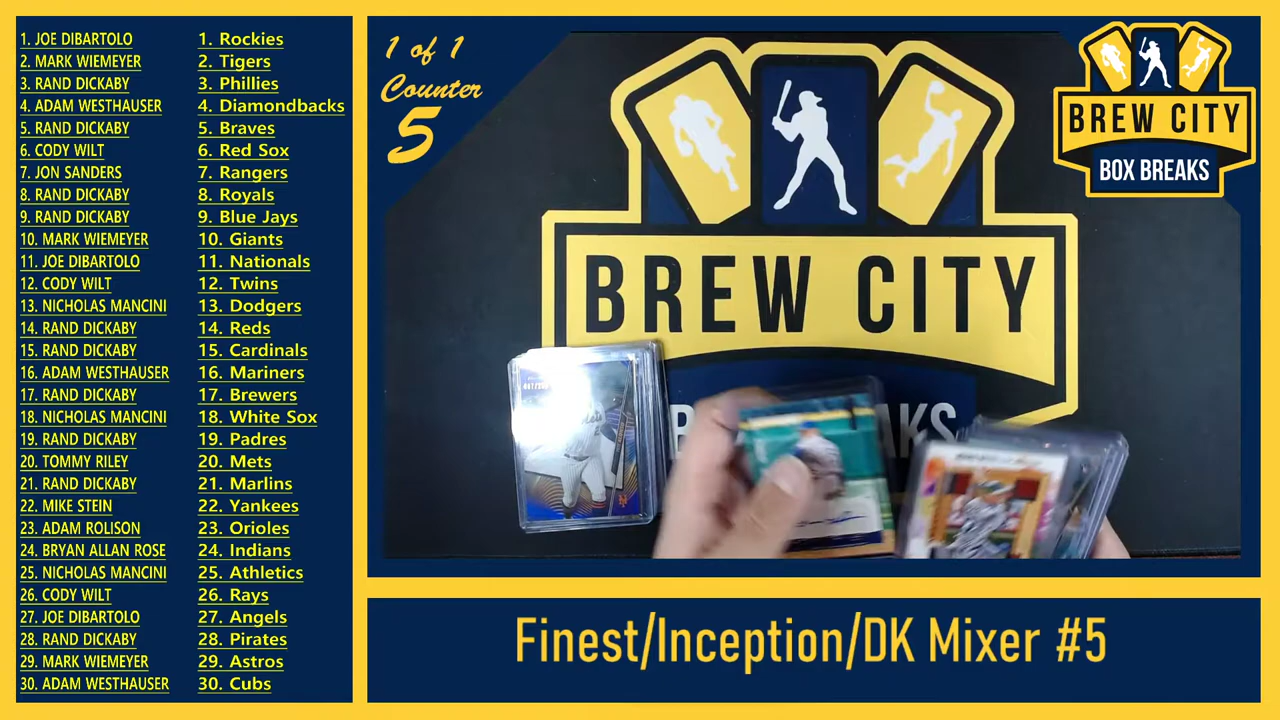 1. JOE DIBARTOLO 1. Rockies
2. MARK WIEMEYER 2. Tigers
3. RAND DICKABY 3. Phillies
4. ADAM WESTHAUSER 4. Diamondbacks
5. RAND DICKABY 5. Braves
6. CODY WILT 6. Red Sox
7. JON SANDERS 7. Rangers
8. RAND DICKABY 8. Royals
9. RAND DICKABY 9. Blue Jays
10. MARK WIEMEYER 10. Giants
11. JOE DIBARTOLO 11. Nationals
12. CODY WILT 12. Twins
13. NICHOLAS MANCINI 13. Dodgers
14. RAND DICKABY 14. Reds
15. RAND DICKABY 15. Cardinals
16. ADAM WESTHAUSER 16. Mariners
17. RAND DICKABY 17. Brewers
18. NICHOLAS MANCINI 18. White Sox
19. RAND DICKABY 19. Padres
20. TOMMY RILEY 20. Mets
21. RAND DICKABY 21. Marlins
22. MIKE STEIN 22. Yankees
23. ADAM ROLISON 23. Orioles
24. BRYAN ALLAN ROSE 24. Indians
25. NICHOLAS MANCINI 25. Athletics
26. CODY WILT 26. Rays
27. JOE DIBARTOLO 27. Angels
28. RAND DICKABY 28. Pirates
29. MARK WIEMEYER 29. Astros
30. ADAM WESTHAUSER 30. Cubs
1 of 1
Counter
5
BREW CITY
BOX BREAKS
BREW CITY
Finest/Inception/DK Mixer #5